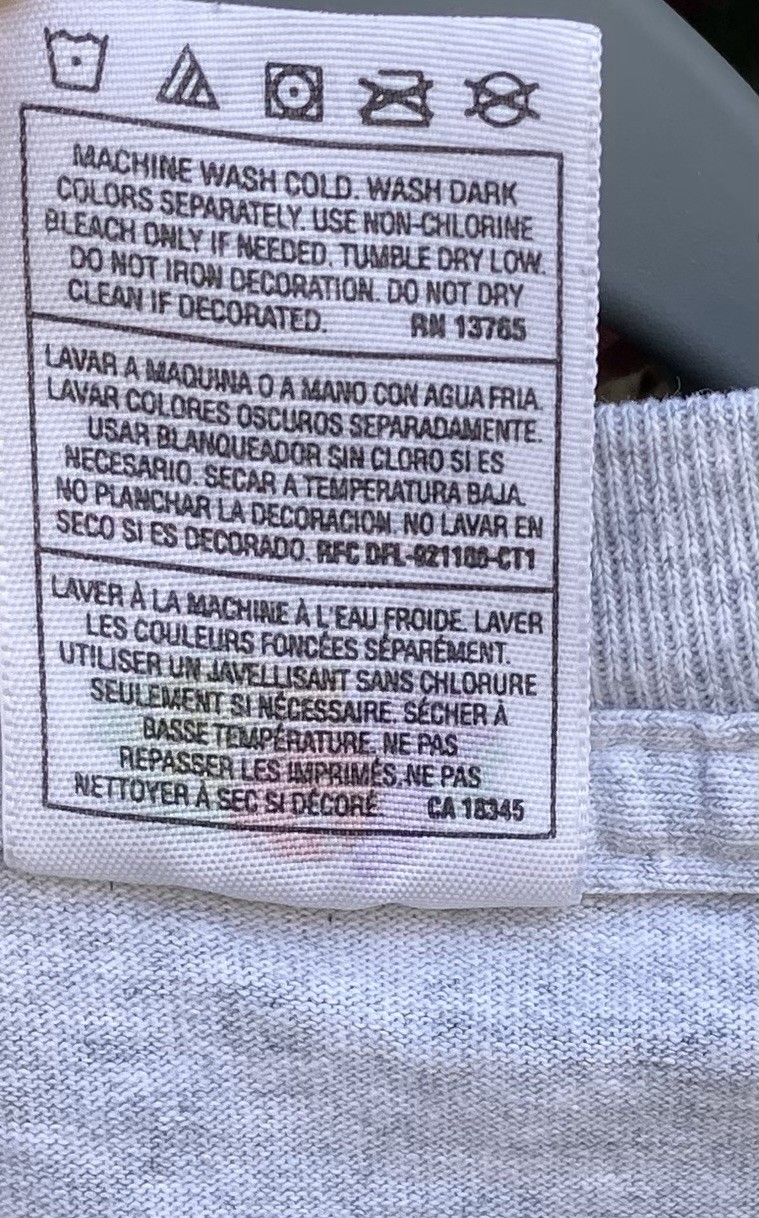 MACHINE WASH COLD. WASH DARK
COLORS SEPARATELY. USE NON-CHLORINE
BLEACH ONLY IF NEEDED. TUMBLE DRY LOW.
DO NOT IRON DECORATION. DO NOT DRY
CLEAN IF DECORATED. RN 13765
LAVAR A MAQUINA O A MANO CON AGUA FRIA.
LAVAR COLORES OSCUROS SEPARADAMENTE.
USAR BLANQUEADOR SIN CLORO SI ES
NECESARIO. SECAR A TEMPERATURA BAJA.
NO PLANCHAR LA DECORACION. NO LAVAR EN
SECO SI ES DECORADO. RFC DFL-921188-CT1
LAVER À LA MACHINE À L'EAU FROIDE. LAVER
LES COULEURS FONCÉES SÉPARÉMENT.
UTILISER UN JAVELLISANT SANS CHLORURE
SEULEMENT SI NÉCESSAIRE. SÉCHER À
BASSE TEMPÉRATURE. NE PAS
REPASSER LES IMPRIMÉS. NE PAS
NETTOYER À SEC SI DÉCORÉ. CA 18345